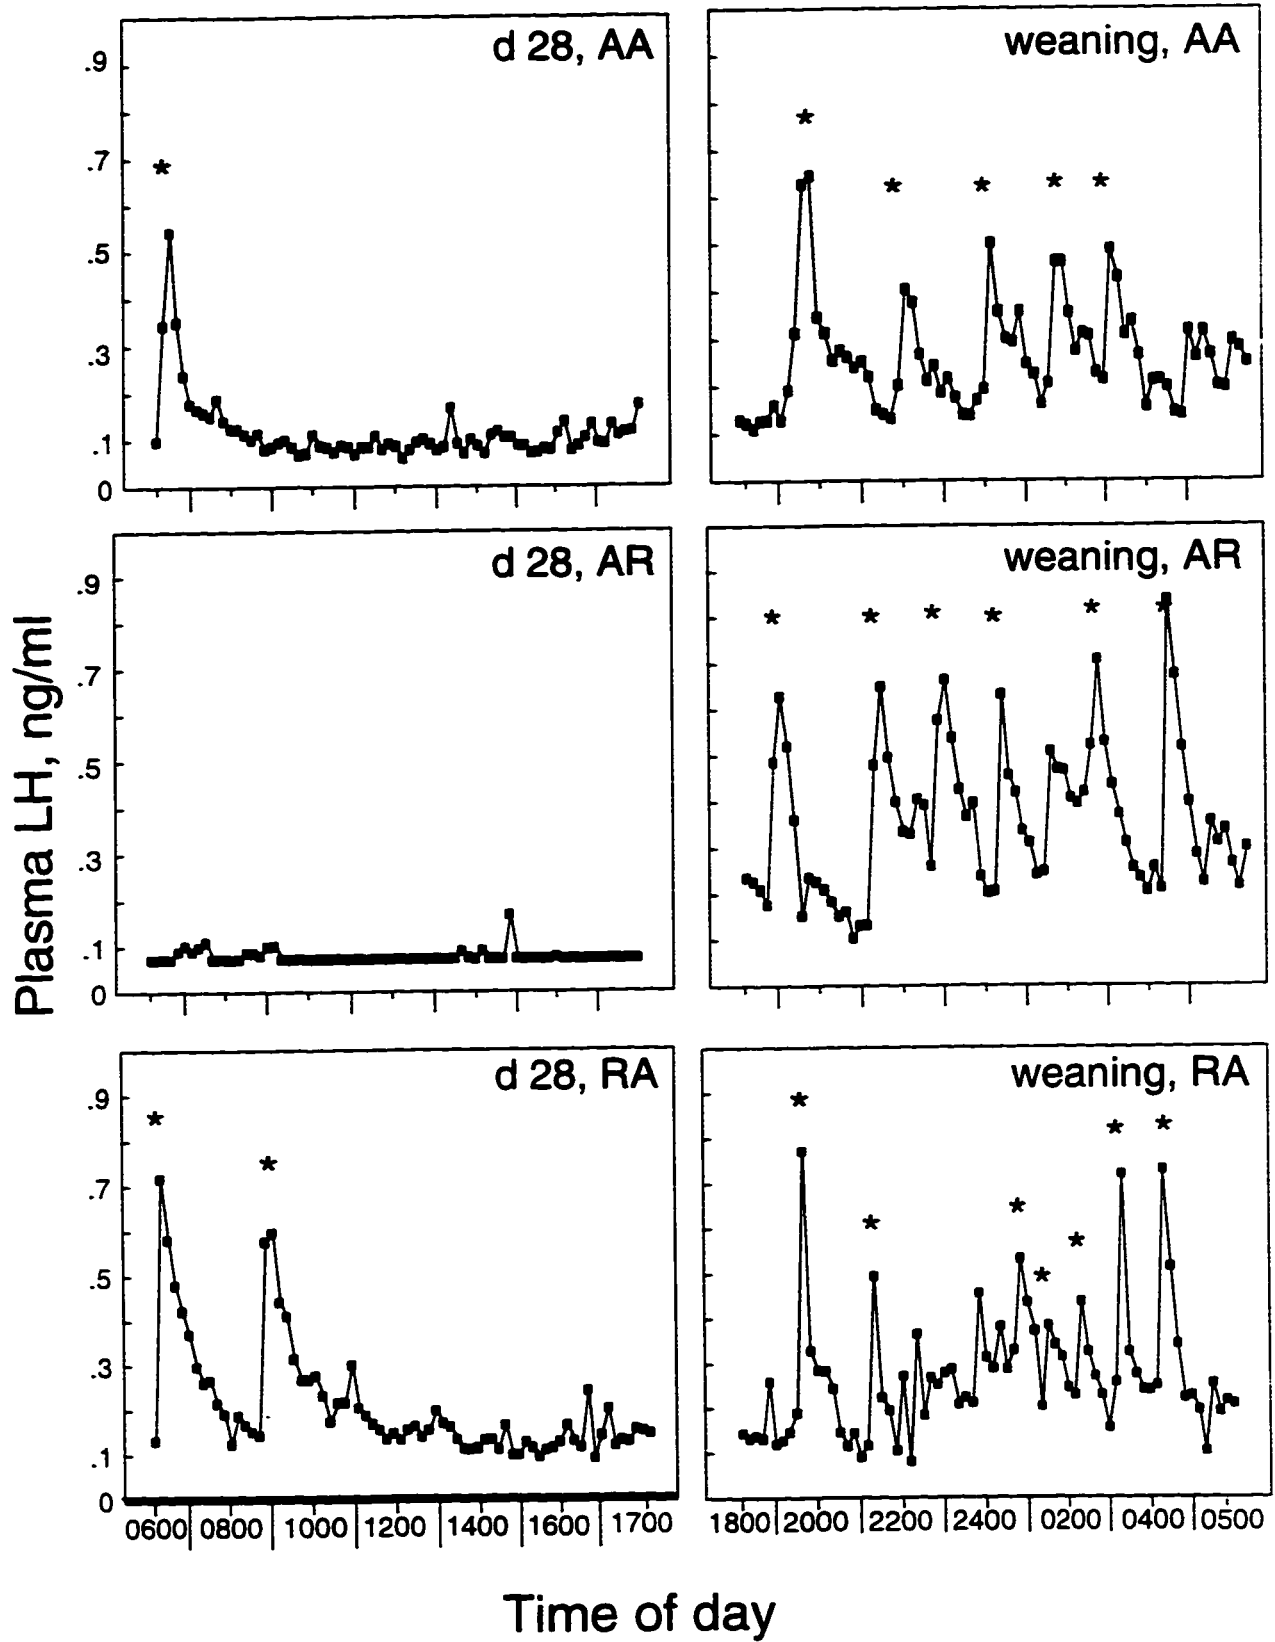 d 28, AA
.9
.7
.5
.3
.1
0
*
weaning, AA
* * * * *
d 28, AR
.9
.7
.5
.3
.1
0
weaning, AR
* * * * * *
d 28, RA
.9
.7
.5
.3
.1
0
* *
weaning, RA
* * * * * * *
Plasma LH, ng/ml
0600 0800 1000 1200 1400 1600 1700
1800 2000 2200 2400 0200 0400 0500
Time of day